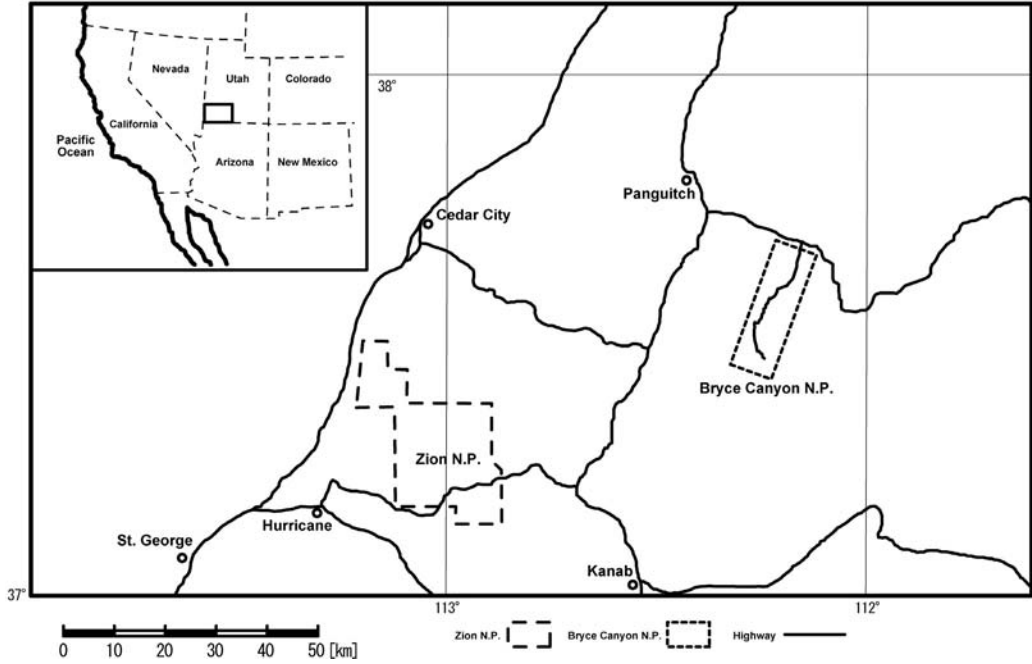 Nevada
Utah
Colorado
California
Pacific
Ocean
Arizona
New Mexico
38°
Panguitch
Cedar City
Bryce Canyon N.P.
Zion N.P.
Hurricane
St. George
Kanab
37°
113°
112°
0 10 20 30 40 50 [km]
Zion N.P. Bryce Canyon N.P. Highway